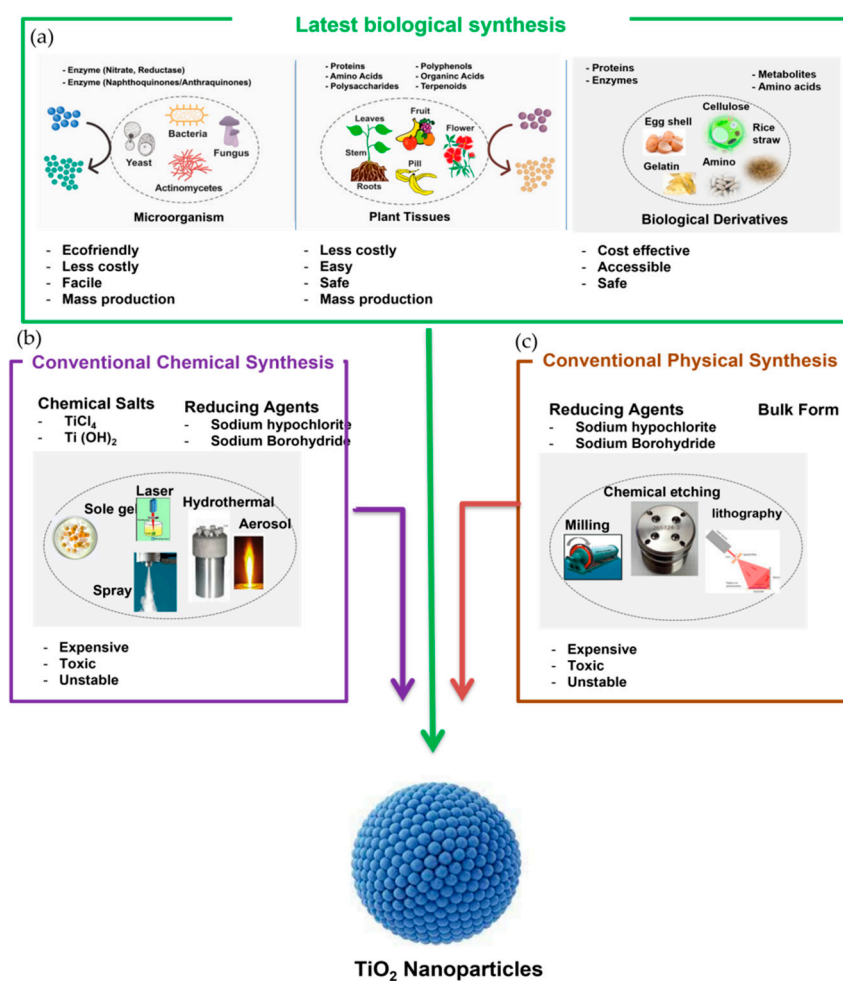 Latest biological synthesis
(a)
- Enzyme (Nitrate, Reductase)
- Enzyme (Naphthoquinones/Anthraquinones)
Bacteria
Yeast
Fungus
Actinomycetes
Microorganism
- Proteins
- Amino Acids
- Polysaccharides
- Polyphenols
- Organinc Acids
- Terpenoids
Leaves
Fruit
Flower
Stem
Roots
Pill
Plant Tissues
- Proteins
- Enzymes
- Metabolites
- Amino acids
Cellulose
Egg shell
Rice
straw
Gelatin
Amino
Biological Derivatives
- Ecofriendly
- Less costly
- Facile
- Mass production
- Less costly
- Easy
- Safe
- Mass production
- Cost effective
- Accessible
- Safe
(b)
Conventional Chemical Synthesis
Chemical Salts
- TiCl4
- Ti (OH)2
Reducing Agents
- Sodium hypochlorite
- Sodium Borohydride
Laser
Sole gel
Hydrothermal
Aerosol
Spray
- Expensive
- Toxic
- Unstable
(c)
Conventional Physical Synthesis
Reducing Agents
- Sodium hypochlorite
- Sodium Borohydride
Bulk Form
Chemical etching
Milling
lithography
- Expensive
- Toxic
- Unstable
TiO2 Nanoparticles